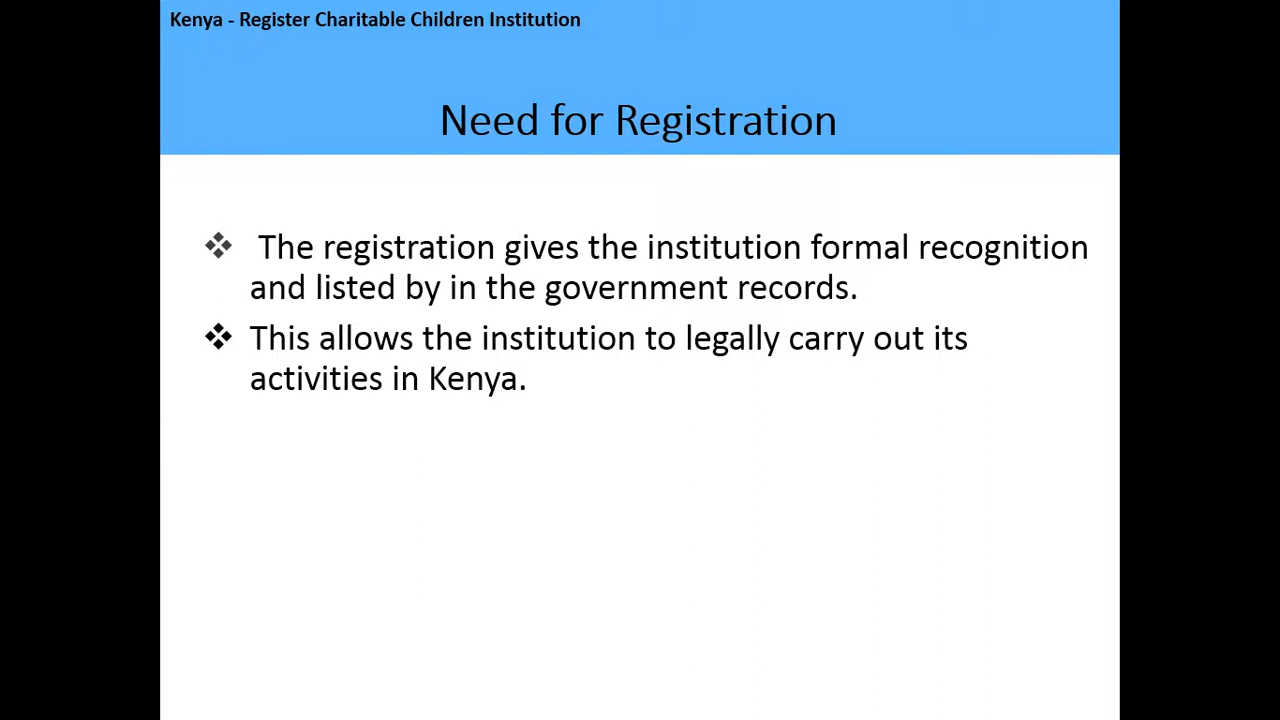 Kenya - Register Charitable Children Institution
Need for Registration
❖ The registration gives the institution formal recognition
and listed by in the government records.
❖ This allows the institution to legally carry out its
activities in Kenya.